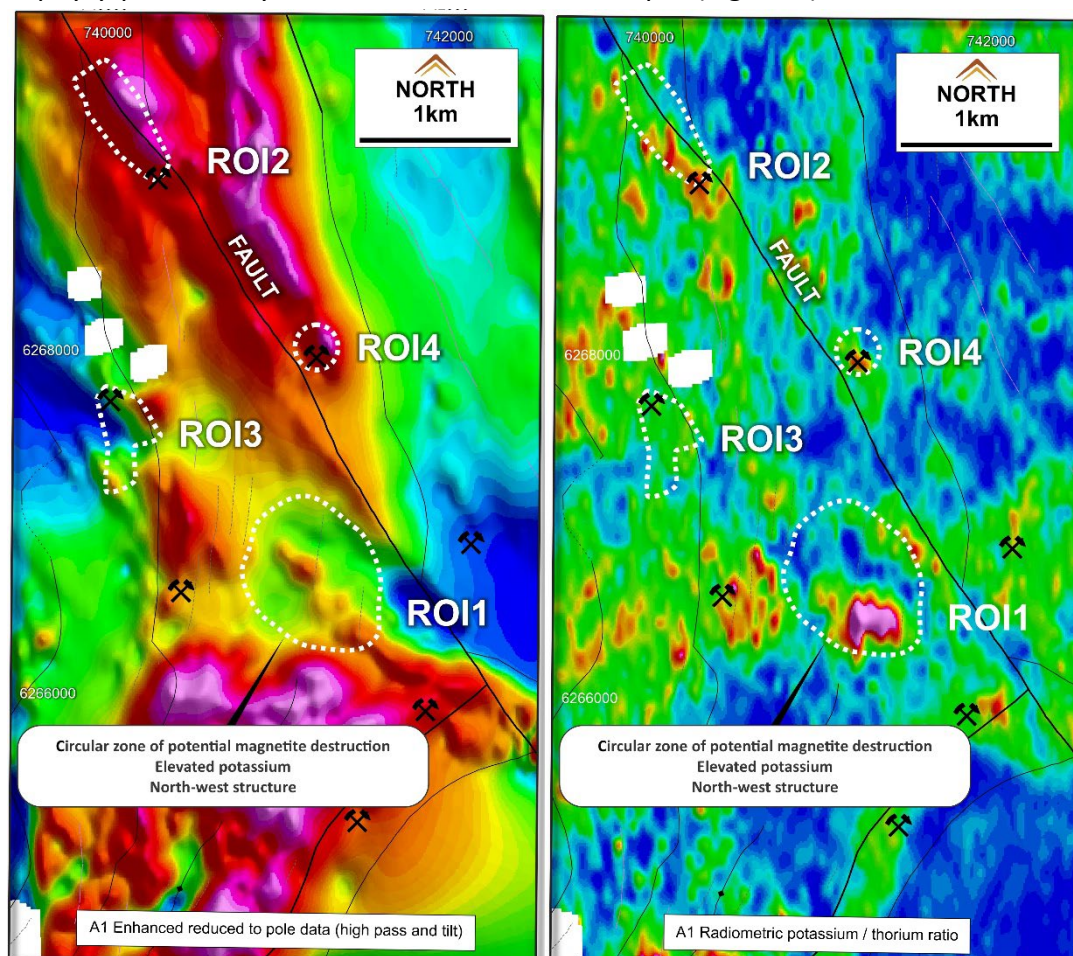 740000
742000
NORTH
1km
ROI2
FAULT
ROI4
6268000
ROI3
ROI1
6266000
Circular zone of potential magnetite destruction
Elevated potassium
North-west structure
A1 Enhanced reduced to pole data (high pass and tilt)
740000
742000
NORTH
1km
ROI2
FAULT
ROI4
6268000
ROI3
ROI1
6266000
Circular zone of potential magnetite destruction
Elevated potassium
North-west structure
A1 Radiometric potassium / thorium ratio